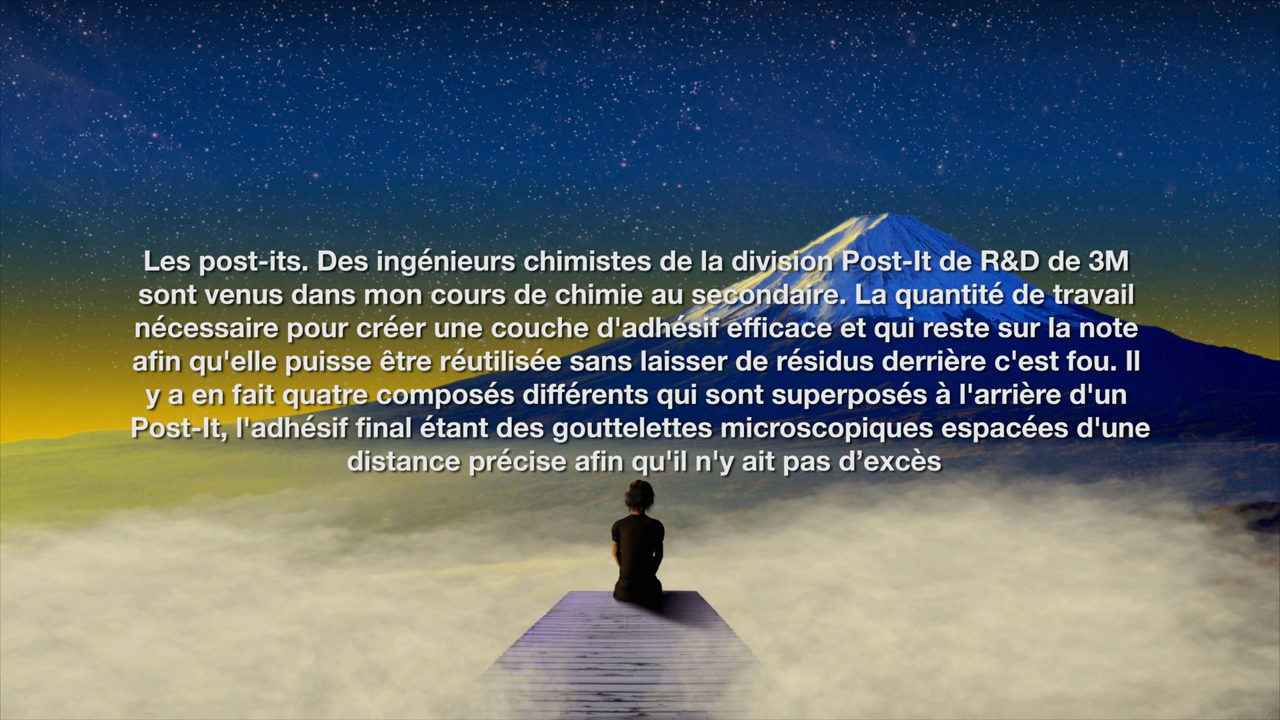 Les post-its. Des ingénieurs chimistes de la division Post-It de R&D de 3M
sont venus dans mon cours de chimie au secondaire. La quantité de travail
nécessaire pour créer une couche d'adhésif efficace et qui reste sur la note
afin qu'elle puisse être réutilisée sans laisser de résidus derrière c'est fou. Il
y a en fait quatre composés différents qui sont superposés à l'arrière d'un
Post-It, l'adhésif final étant des gouttelettes microscopiques espacées d'une
distance précise afin qu'il n'y ait pas d’excès